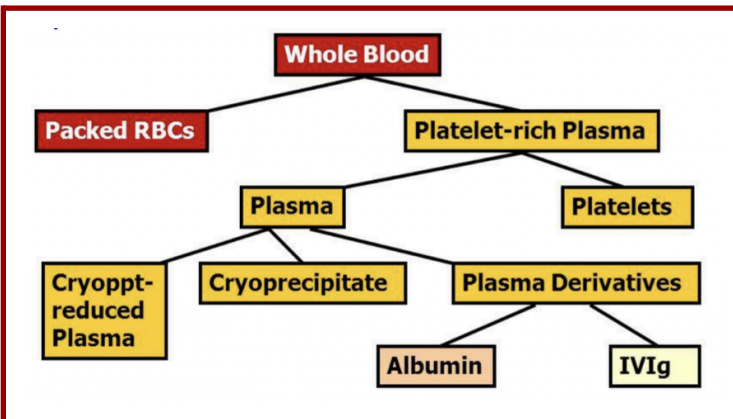 Whole Blood
Packed RBCs
Platelet-rich Plasma
Plasma
Platelets
Cryoppt-
reduced
Plasma
Cryoprecipitate
Plasma Derivatives
Albumin
IVIg